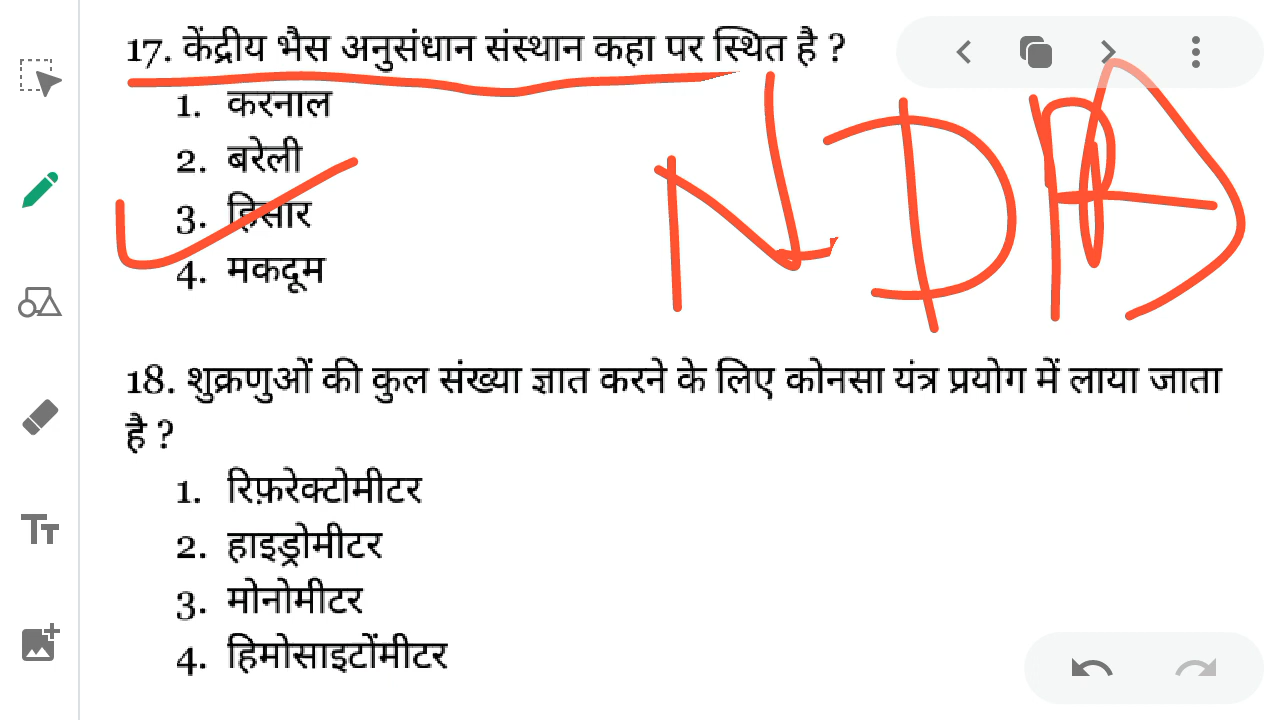 17. केंद्रीय भैस अनुसंधान संस्थान कहा पर स्थित है ?
1. करनाल
2. बरेली
3. हिसार
4. मकदूम
18. शुक्रणुओं की कुल संख्या ज्ञात करने के लिए कोनसा यंत्र प्रयोग में लाया जाता
है ?
1. रिफ़रेक्टोमीटर
2. हाइड्रोमीटर
3. मोनोमीटर
4. हिमोसाइटोंमीटर
Tт